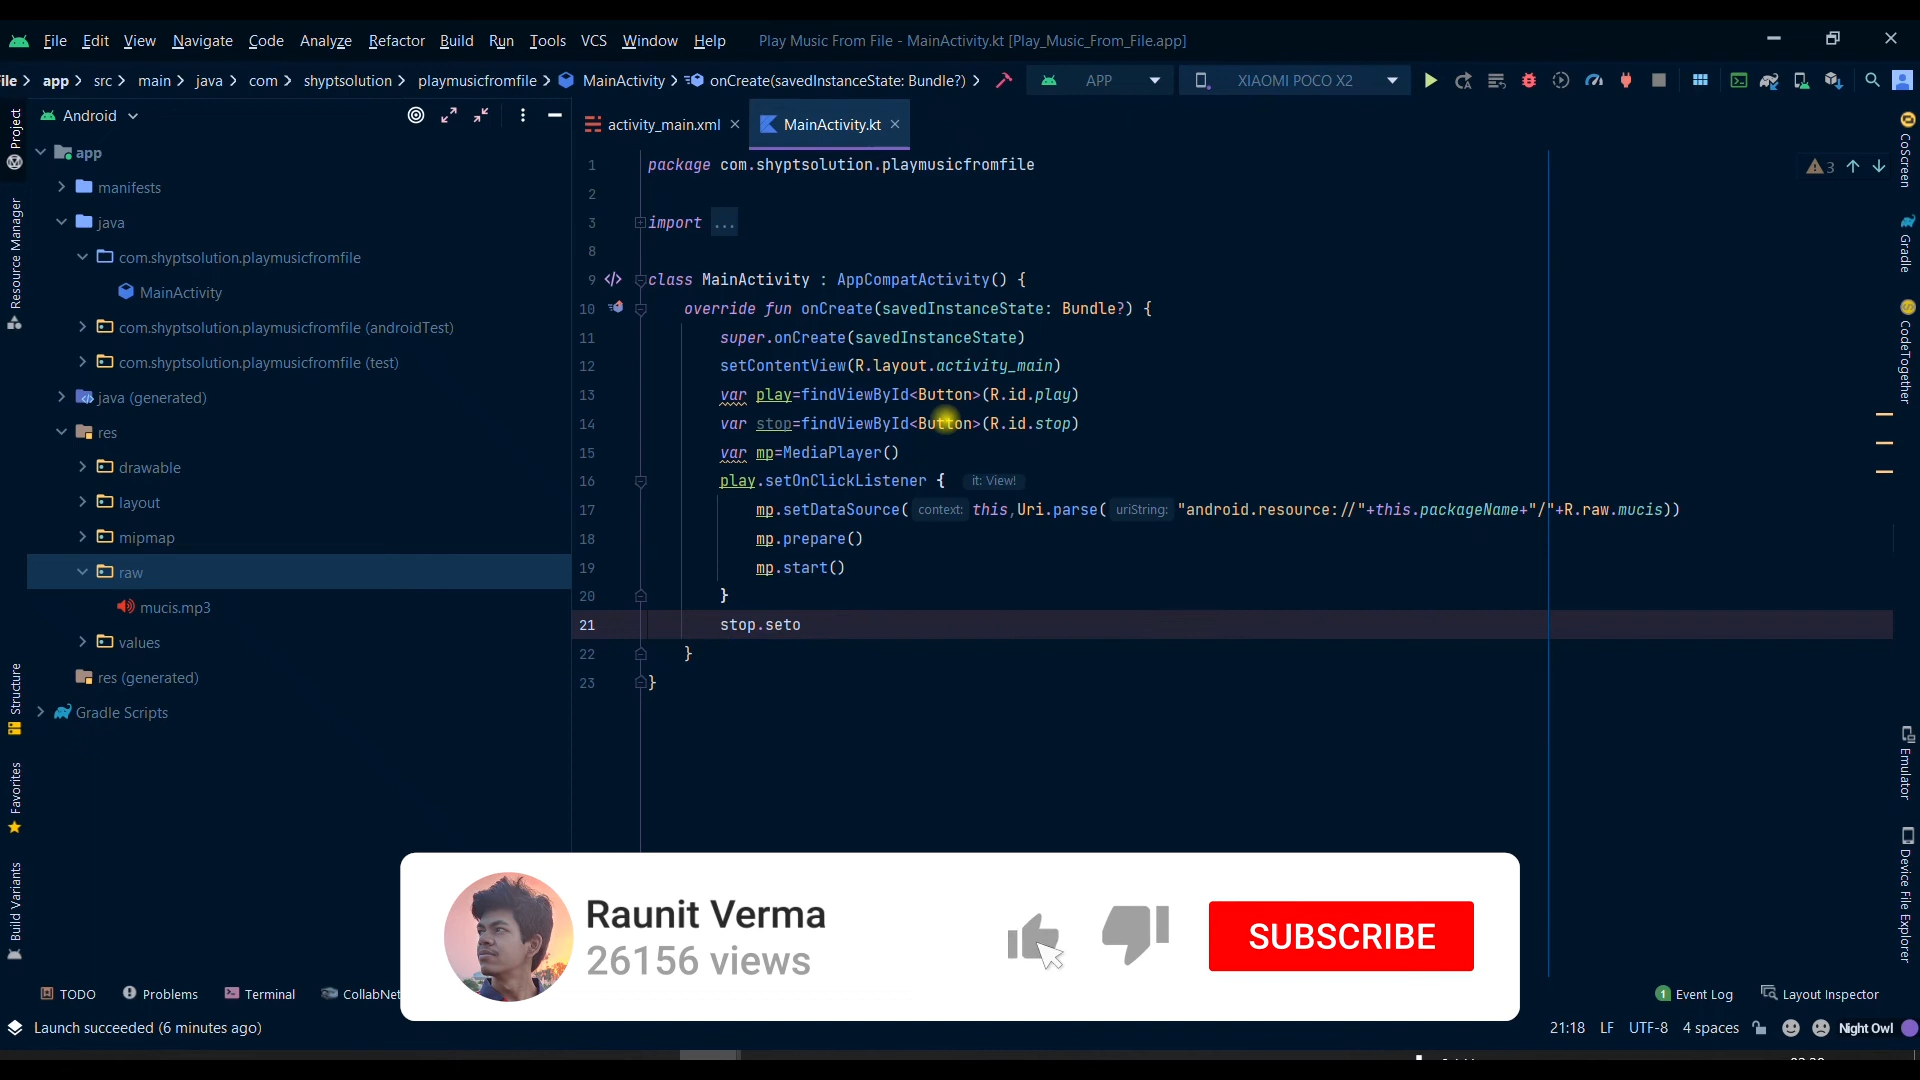 File Edit View Navigate Code Analyze Refactor Build Run Tools VCS Window Help Play Music From File - MainActivity.kt [Play_Music_From_File.app]
ile app src main java com shyptsolution playmusicfromfile MainActivity onCreate(savedInstanceState: Bundle?) APP XIAOMI POCO X2
Project
Resource Manager
Structure
Favorites
Build Variants
Android
app
manifests
java
com.shyptsolution.playmusicfromfile
MainActivity
com.shyptsolution.playmusicfromfile (androidTest)
com.shyptsolution.playmusicfromfile (test)
java (generated)
res
drawable
layout
mipmap
raw
mucis.mp3
values
res (generated)
Gradle Scripts
activity_main.xml MainActivity.kt
3
1 package com.shyptsolution.playmusicfromfile
2
3 import ...
8
9 class MainActivity : AppCompatActivity() {
10 override fun onCreate(savedInstanceState: Bundle?) {
11 super.onCreate(savedInstanceState)
12 setContentView(R.layout.activity_main)
13 var play=findViewById<Button>(R.id.play)
14 var stop=findViewById<Button>(R.id.stop)
15 var mp=MediaPlayer()
16 play.setOnClickListener { it: View!
17 mp.setDataSource( context: this,Uri.parse( uriString: "android.resource://"+this.packageName+"/"+R.raw.mucis))
18 mp.prepare()
19 mp.start()
20 }
21 stop.seto
22 }
23 }
CoScreen
Gradle
CodeTogether
Emulator
Device File Explorer
Raunit Verma
26156 views
SUBSCRIBE
TODO Problems Terminal CollabNet 1 Event Log Layout Inspector
Launch succeeded (6 minutes ago) 21:18 LF UTF-8 4 spaces Night Owl